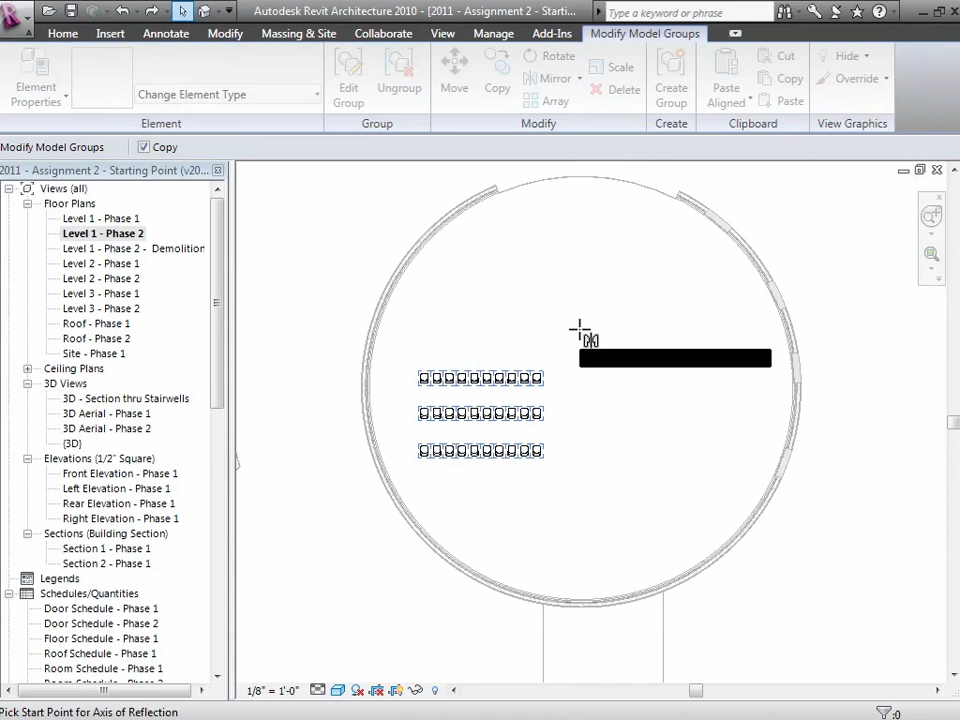 Autodesk Revit Architecture 2010 - [2011 - Assignment 2 - Starti...
Type a keyword or phrase
Home Insert Annotate Modify Massing & Site Collaborate View Manage Add-Ins Modify Model Groups
Element Properties
Change Element Type
Edit Group
Ungroup
Move
Copy
Rotate
Mirror
Array
Scale
Delete
Create Group
Paste Aligned
Cut
Copy
Paste
Hide
Override
Element Group Modify Create Clipboard View Graphics
Modify Model Groups Copy
2011 - Assignment 2 - Starting Point (v20...
Views (all)
Floor Plans
Level 1 - Phase 1
Level 1 - Phase 2
Level 1 - Phase 2 - Demolition
Level 2 - Phase 1
Level 2 - Phase 2
Level 3 - Phase 1
Level 3 - Phase 2
Roof - Phase 1
Roof - Phase 2
Site - Phase 1
Ceiling Plans
3D Views
3D - Section thru Stairwells
3D Aerial - Phase 1
3D Aerial - Phase 2
{3D}
Elevations (1/2" Square)
Front Elevation - Phase 1
Left Elevation - Phase 1
Rear Elevation - Phase 1
Right Elevation - Phase 1
Sections (Building Section)
Section 1 - Phase 1
Section 2 - Phase 1
Legends
Schedules/Quantities
Door Schedule - Phase 1
Door Schedule - Phase 2
Floor Schedule - Phase 1
Roof Schedule - Phase 1
Room Schedule - Phase 1
1/8" = 1'-0"
Pick Start Point for Axis of Reflection
:0